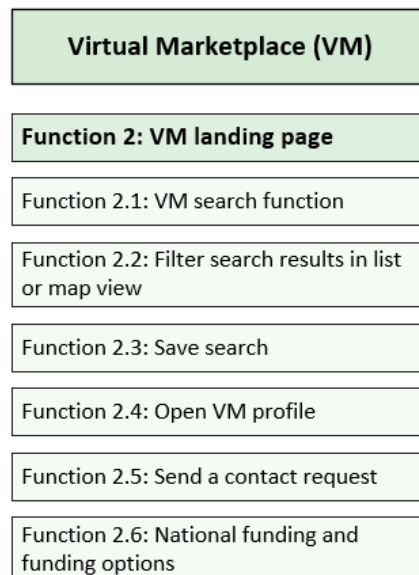 Virtual Marketplace (VM)
Function 2: VM landing page
Function 2.1: VM search function
Function 2.2: Filter search results in list
or map view
Function 2.3: Save search
Function 2.4: Open VM profile
Function 2.5: Send a contact request
Function 2.6: National funding and
funding options